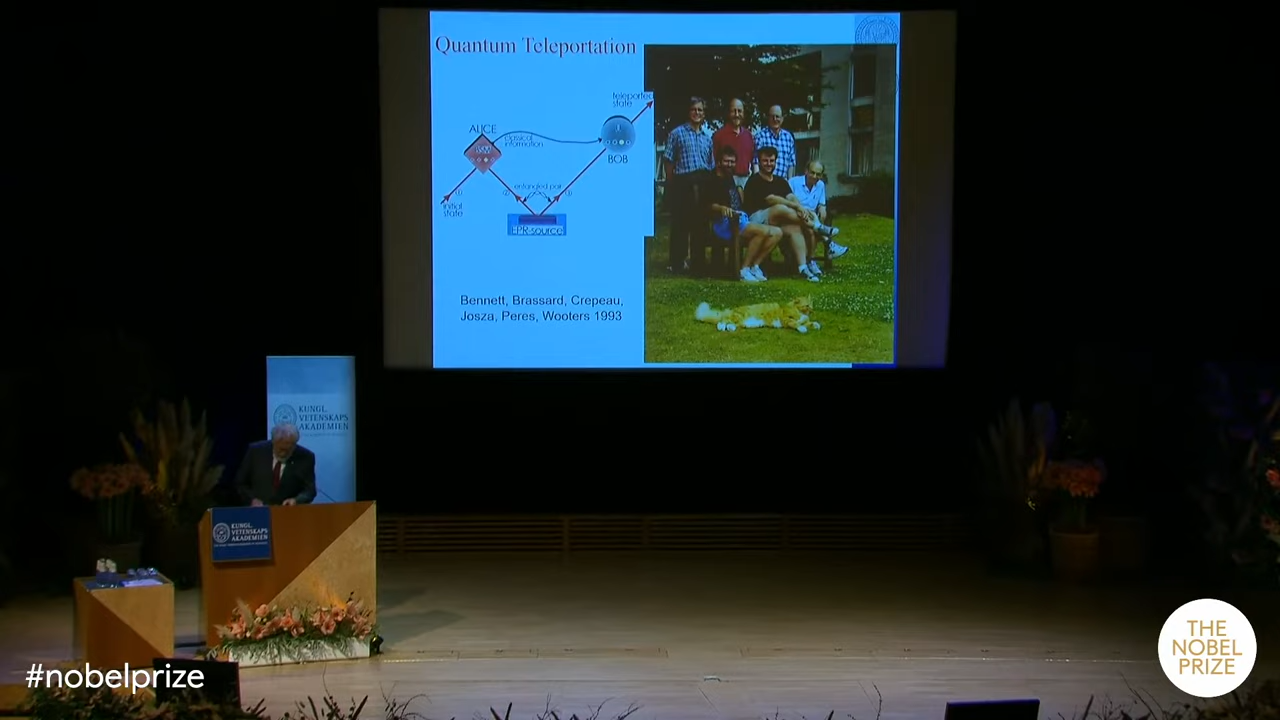 Quantum Teleportation
teleported
state
ALICE
classical
information
BSM
BOB
entangled pair
initial
state
EPR-source
Bennett, Brassard, Crepeau,
Josza, Peres, Wooters 1993
KUNGL.
VETENSKAPS
AKADEMIEN
KUNGL.
VETENSKAPS-
AKADEMIEN
#nobelprize
THE
NOBEL
PRIZE